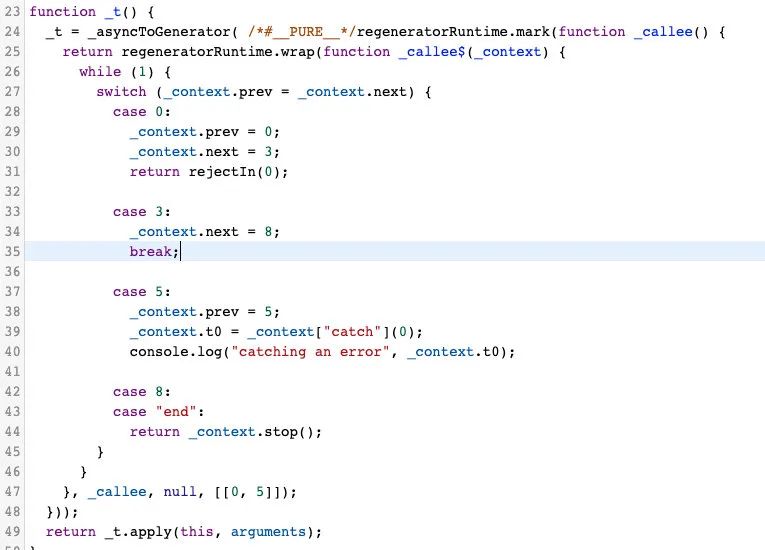 23 function _t() {
24   _t = _asyncToGenerator( /*#__PURE__*/regeneratorRuntime.mark(function _callee() {
25     return regeneratorRuntime.wrap(function _callee$(_context) {
26       while (1) {
27         switch (_context.prev = _context.next) {
28           case 0:
29             _context.prev = 0;
30             _context.next = 3;
31             return rejectIn(0);
32
33           case 3:
34             _context.next = 8;
35             break;
36
37           case 5:
38             _context.prev = 5;
39             _context.t0 = _context["catch"](0);
40             console.log("catching an error", _context.t0);
41
42           case 8:
43           case "end":
44             return _context.stop();
45         }
46       }
47     }, _callee, null, [[0, 5]]);
48   }));
49   return _t.apply(this, arguments);